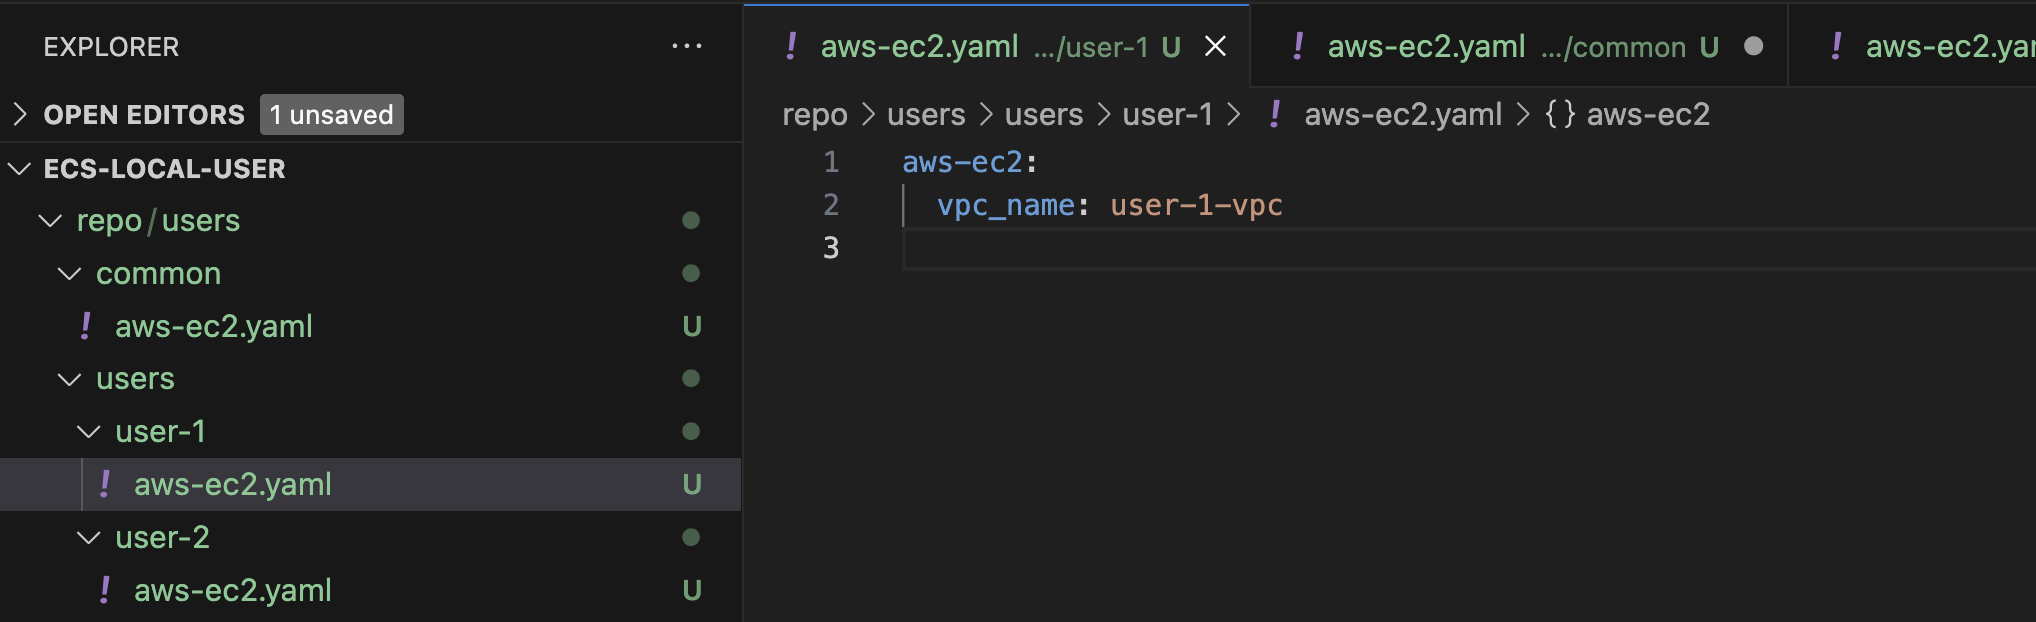 EXPLORER
OPEN EDITORS 1 unsaved
ECS-LOCAL-USER
repo/users
common
! aws-ec2.yaml U
users
user-1
! aws-ec2.yaml U
user-2
! aws-ec2.yaml U
! aws-ec2.yaml .../user-1 U
! aws-ec2.yaml .../common U
! aws-ec2.yar
repo > users > users > user-1 > ! aws-ec2.yaml > {} aws-ec2
1 aws-ec2:
2 vpc_name: user-1-vpc
3